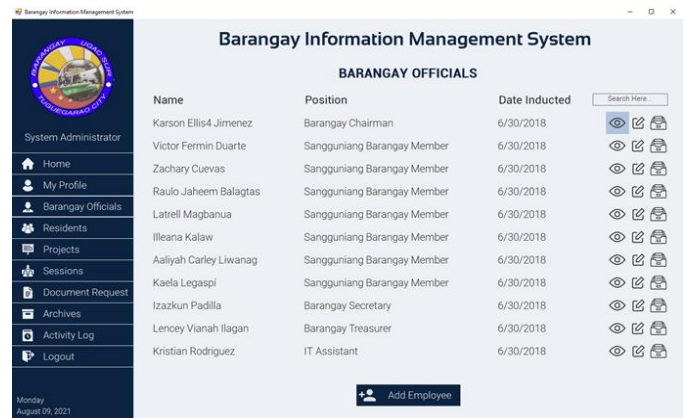 Barangay Information Management System
Barangay Information Management System
BARANGAY UGAC SUR
TUGUEGARAO CITY
System Administrator
Home
My Profile
Barangay Officials
Residents
Projects
Sessions
Document Request
Archives
Activity Log
Logout
Monday
August 09, 2021
BARANGAY OFFICIALS
Name Position Date Inducted Search Here...
Karson Ellis4 Jimenez Barangay Chairman 6/30/2018
Victor Fermin Duarte Sangguniang Barangay Member 6/30/2018
Zachary Cuevas Sangguniang Barangay Member 6/30/2018
Raulo Jaheem Balagtas Sangguniang Barangay Member 6/30/2018
Latrell Magbanua Sangguniang Barangay Member 6/30/2018
Illeana Kalaw Sangguniang Barangay Member 6/30/2018
Aaliyah Carley Liwanag Sangguniang Barangay Member 6/30/2018
Kaela Legaspí Sangguniang Barangay Member 6/30/2018
Izazkun Padilla Barangay Secretary 6/30/2018
Lencey Vianah Ilagan Barangay Treasurer 6/30/2018
Kristian Rodriguez IT Assistant 6/30/2018
Add Employee